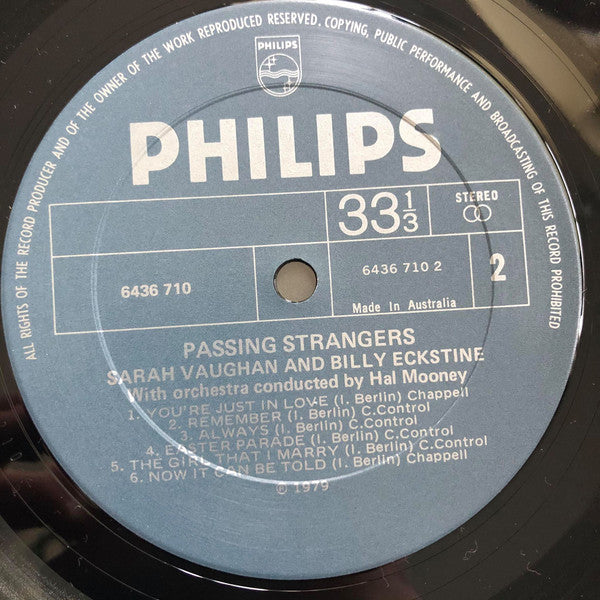 ALL RIGHTS OF THE RECORD PRODUCER AND OF THE OWNER OF THE WORK REPRODUCED RESERVED. COPYING, PUBLIC PERFORMANCE AND BROADCASTING OF THIS RECORD PROHIBITED
PHILIPS
PHILIPS
33 1/3
STEREO
6436 710
6436 710 2
2
Made In Australia
PASSING STRANGERS
SARAH VAUGHAN AND BILLY ECKSTINE
With orchestra conducted by Hal Mooney
1. YOU'RE JUST IN LOVE (I. Berlin) Chappell
2. REMEMBER (I. Berlin) C.Control
3. ALWAYS (I. Berlin) C.Control
4. EASTER PARADE (I. Berlin) C.Control
5. THE GIRL THAT I MARRY (I. Berlin) C.Control
6. NOW IT CAN BE TOLD (I. Berlin) Chappell
© 1979